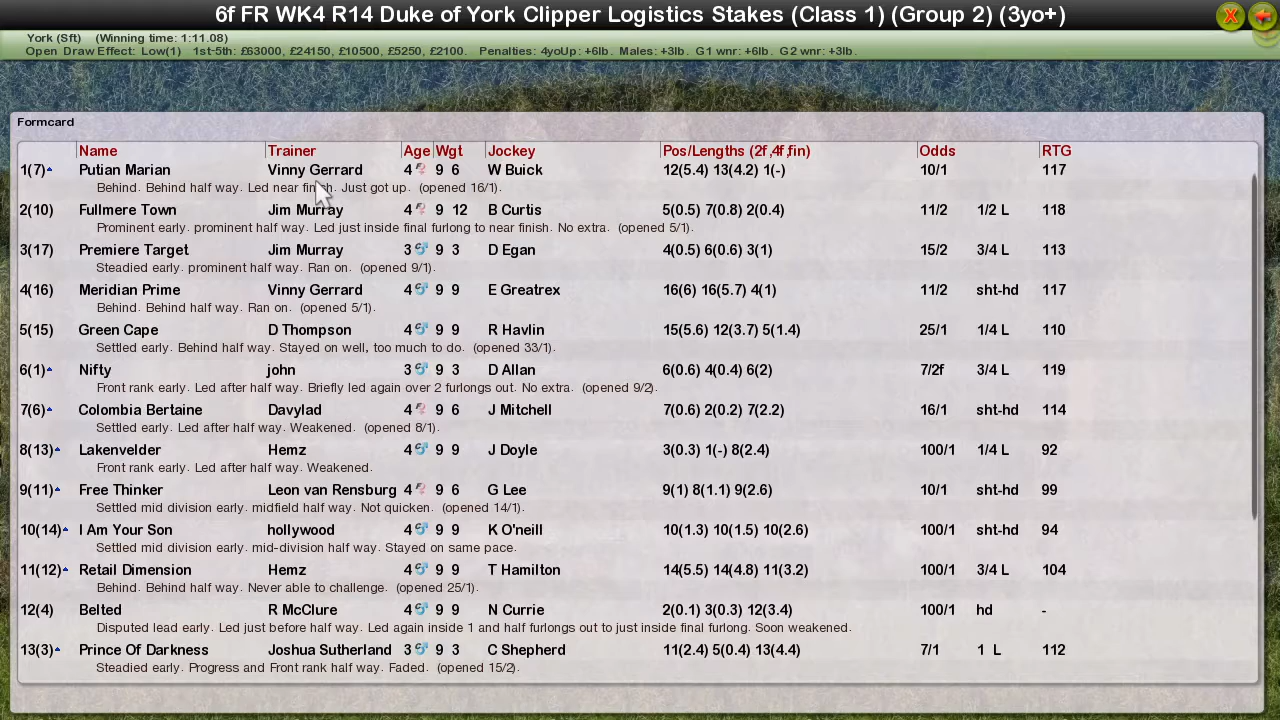 6f FR WK4 R14 Duke of York Clipper Logistics Stakes (Class 1) (Group 2) (3yo+)
York (Sft) (Winning time: 1:11.08)
Open Draw Effect: Low(1) 1st-5th: £63000, £24150, £10500, £5250, £2100. Penalties: 4yoUp: +6lb. Males: +3lb. G1 wnr: +6lb. G2 wnr: +3lb.
Formcard
Name Trainer Age Wgt Jockey Pos/Lengths (2f,4f,fin) Odds RTG
1(7) Putian Marian Vinny Gerrard 4 9 6 W Buick 12(5.4) 13(4.2) 1(-) 10/1 117
Behind. Behind half way. Led near finish. Just got up. (opened 16/1).
2(10) Fullmere Town Jim Murray 4 9 12 B Curtis 5(0.5) 7(0.8) 2(0.4) 11/2 1/2 L 118
Prominent early. prominent half way. Led just inside final furlong to near finish. No extra. (opened 5/1).
3(17) Premiere Target Jim Murray 3 9 3 D Egan 4(0.5) 6(0.6) 3(1) 15/2 3/4 L 113
Steadied early. prominent half way. Ran on. (opened 9/1).
4(16) Meridian Prime Vinny Gerrard 4 9 9 E Greatrex 16(6) 16(5.7) 4(1) 11/2 sht-hd 117
Behind. Behind half way. Ran on. (opened 5/1).
5(15) Green Cape D Thompson 4 9 9 R Havlin 15(5.6) 12(3.7) 5(1.4) 25/1 1/4 L 110
Settled early. Behind half way. Stayed on well, too much to do. (opened 33/1).
6(1) Nifty john 3 9 3 D Allan 6(0.6) 4(0.4) 6(2) 7/2f 3/4 L 119
Front rank early. Led after half way. Briefly led again over 2 furlongs out. No extra. (opened 9/2).
7(6) Colombia Bertaine Davylad 4 9 6 J Mitchell 7(0.6) 2(0.2) 7(2.2) 16/1 sht-hd 114
Settled early. Led after half way. Weakened. (opened 8/1).
8(13) Lakenvelder Hemz 4 9 9 J Doyle 3(0.3) 1(-) 8(2.4) 100/1 1/4 L 92
Front rank early. Led after half way. Weakened.
9(11) Free Thinker Leon van Rensburg 4 9 6 G Lee 9(1) 8(1.1) 9(2.6) 10/1 sht-hd 99
Settled mid division early. midfield half way. Not quicken. (opened 14/1).
10(14) I Am Your Son hollywood 4 9 9 K O'neill 10(1.3) 10(1.5) 10(2.6) 100/1 sht-hd 94
Settled mid division early. mid-division half way. Stayed on same pace.
11(12) Retail Dimension Hemz 4 9 9 T Hamilton 14(5.5) 14(4.8) 11(3.2) 100/1 3/4 L 104
Behind. Behind half way. Never able to challenge. (opened 25/1).
12(4) Belted R McClure 4 9 9 N Currie 2(0.1) 3(0.3) 12(3.4) 100/1 hd -
Disputed lead early. Led just before half way. Led again inside 1 and half furlongs out to just inside final furlong. Soon weakened.
13(3) Prince Of Darkness Joshua Sutherland 3 9 3 C Shepherd 11(2.4) 5(0.4) 13(4.4) 7/1 1 L 112
Steadied early. Progress and Front rank half way. Faded. (opened 15/2).